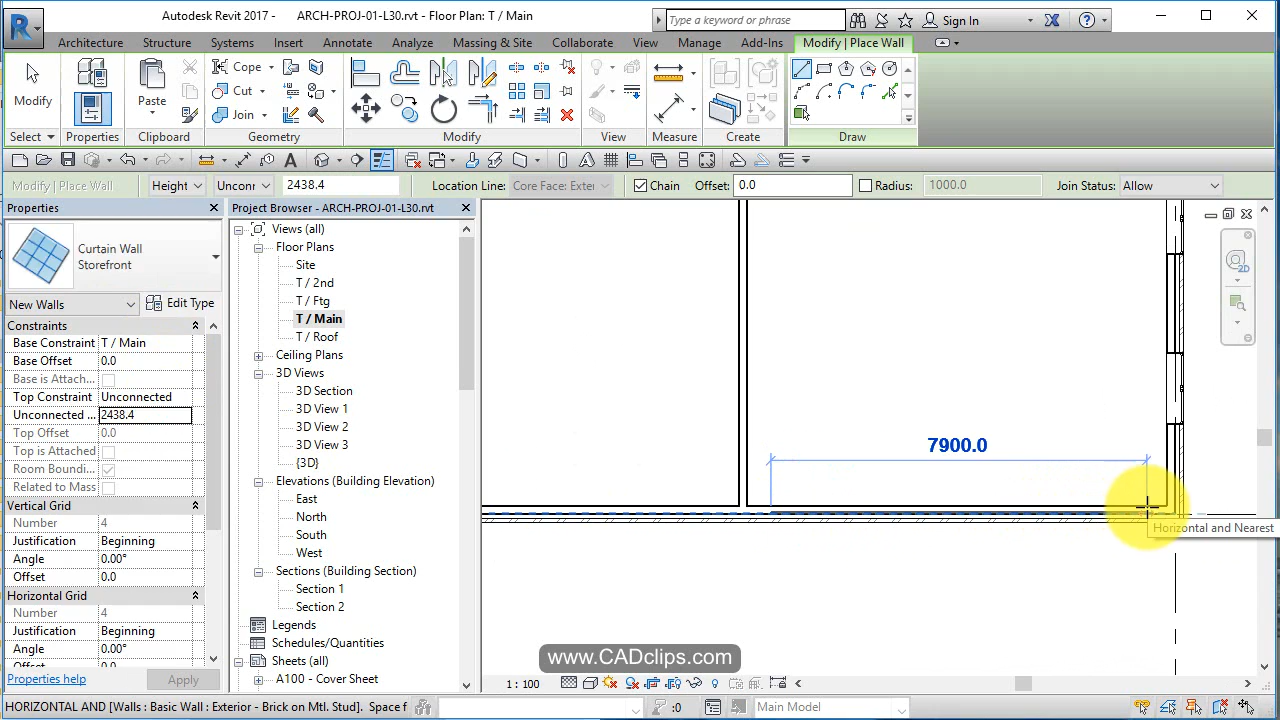 Autodesk Revit 2017 - ARCH-PROJ-01-L30.rvt - Floor Plan: T / Main
Type a keyword or phrase
Sign In
Architecture Structure Systems Insert Annotate Analyze Massing & Site Collaborate View Manage Add-Ins Modify | Place Wall
Modify
Paste
Cope
Cut
Join
Select Properties Clipboard Geometry Modify View Measure Create Draw
Modify | Place Wall
Height
Unconn
2438.4
Location Line: Core Face: Exter
Chain
Offset: 0.0
Radius: 1000.0
Join Status: Allow
Properties
Curtain Wall
Storefront
New Walls
Edit Type
Constraints
Base Constraint T / Main
Base Offset 0.0
Base is Attach...
Top Constraint Unconnected
Unconnected ... 2438.4
Top Offset 0.0
Top is Attached
Room Boundi...
Related to Mass
Vertical Grid
Number 4
Justification Beginning
Angle 0.00°
Offset 0.0
Horizontal Grid
Number 4
Justification Beginning
Angle 0.00°
Offset 0.0
Properties help
Apply
Project Browser - ARCH-PROJ-01-L30.rvt
Views (all)
Floor Plans
Site
T / 2nd
T / Ftg
T / Main
T / Roof
Ceiling Plans
3D Views
3D Section
3D View 1
3D View 2
3D View 3
{3D}
Elevations (Building Elevation)
East
North
South
West
Sections (Building Section)
Section 1
Section 2
Legends
Schedules/Quantities
Sheets (all)
A100 - Cover Sheet
2D
7900.0
Horizontal and Nearest
www.CADclips.com
1 : 100
HORIZONTAL AND [Walls : Basic Wall : Exterior - Brick on Mtl. Stud]. Space f
:0
Main Model